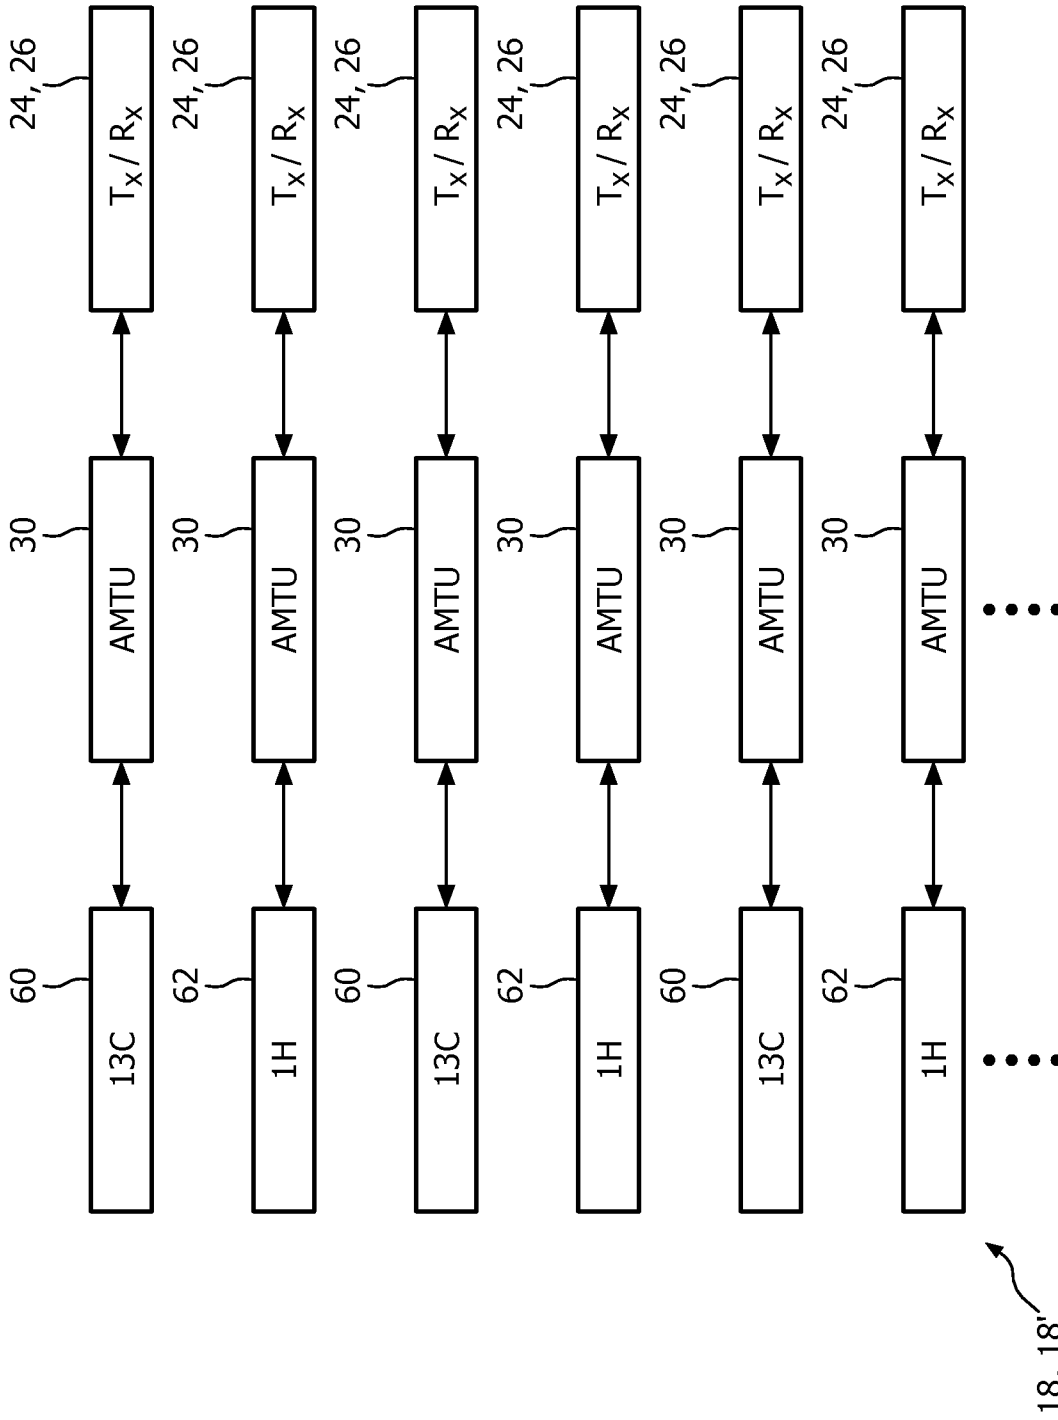 24, 26
Tx / Rx
30
AMTU
60
13C
24, 26
Tx / Rx
30
AMTU
62
1H
24, 26
Tx / Rx
30
AMTU
60
13C
24, 26
Tx / Rx
30
AMTU
62
1H
24, 26
Tx / Rx
30
AMTU
60
13C
24, 26
Tx / Rx
30
AMTU
62
1H
18, 18'